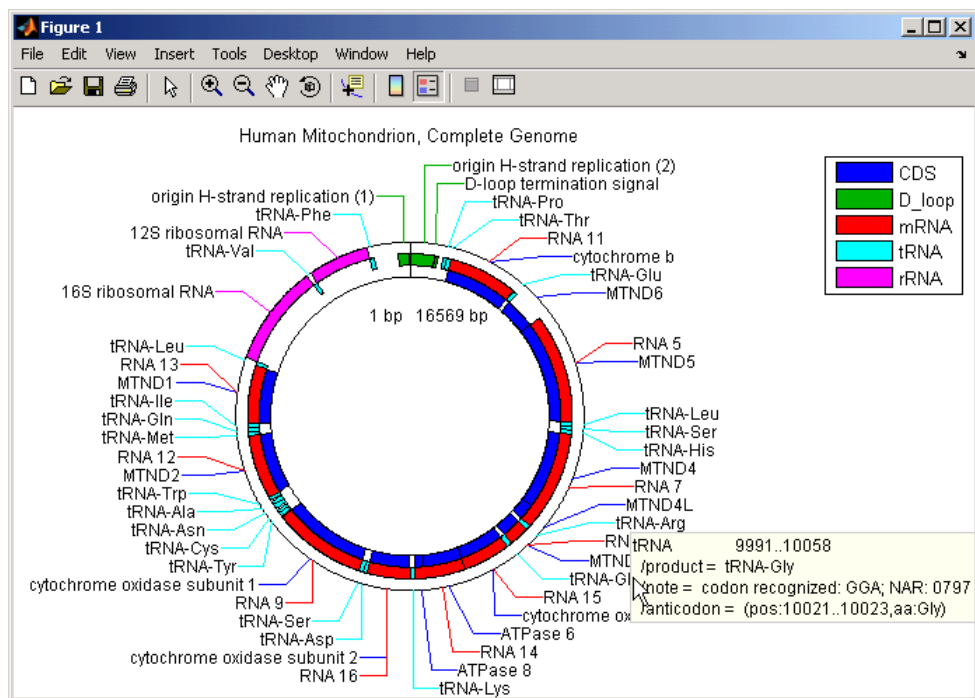 Figure 1
File Edit View Insert Tools Desktop Window Help
Human Mitochondrion, Complete Genome
origin H-strand replication (2)
D-loop termination signal
origin H-strand replication (1)
tRNA-Pro
tRNA-Phe
tRNA-Thr
12S ribosomal RNA
RNA 11
tRNA-Val
cytochrome b
tRNA-Glu
16S ribosomal RNA
MTND6
CDS
D_loop
mRNA
tRNA
rRNA
1 bp 16569 bp
tRNA-Leu
RNA 13
MTND1
tRNA-Ile
tRNA-Gln
tRNA-Met
RNA 12
MTND2
tRNA-Trp
tRNA-Ala
tRNA-Asn
tRNA-Cys
tRNA-Tyr
cytochrome oxidase subunit 1
RNA 9
tRNA-Ser
tRNA-Asp
cytochrome oxidase subunit 2
RNA 16
RNA 5
MTND5
tRNA-Leu
tRNA-Ser
tRNA-His
MTND4
RNA 7
MTND4L
tRNA-Arg
RN
MTND
tRNA-Gl
RNA 15
cytochrome ox
ATPase 6
RNA 14
ATPase 8
tRNA-Lys
tRNA 9991..10058
/product = tRNA-Gly
/note = codon recognized: GGA; NAR: 0797
/anticodon = (pos:10021..10023,aa:Gly)